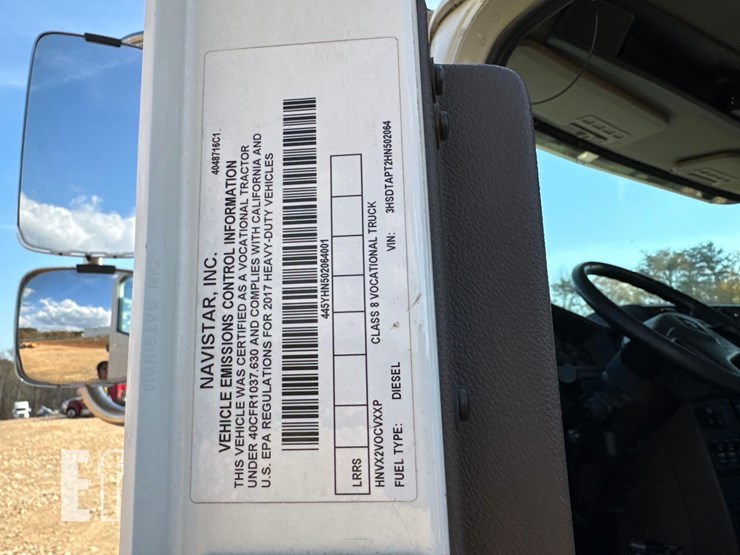 4048716C1.
NAVISTAR, INC.
VEHICLE EMISSIONS CONTROL INFORMATION
THIS VEHICLE WAS CERTIFIED AS A VOCATIONAL TRACTOR
UNDER 40CFR1037.630 AND COMPLIES WITH CALIFORNIA AND
U.S. EPA REGULATIONS FOR 2017 HEAVY-DUTY VEHICLES
445YHN502064001
LRRS
HNVX2VOCVXXP CLASS 8 VOCATIONAL TRUCK
FUEL TYPE: DIESEL VIN: 3HSDTAPT2HN502064